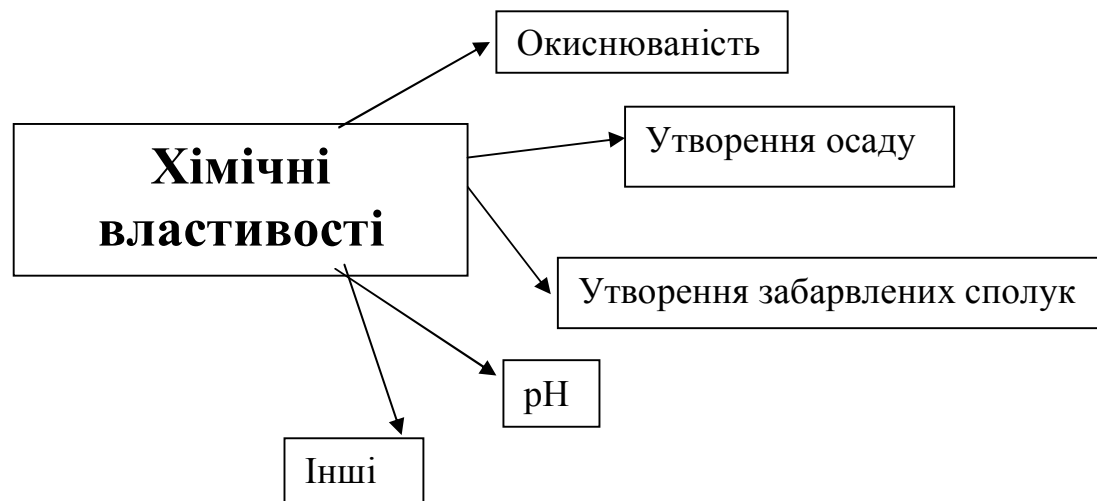 Окиснюваність
Утворення осаду
Хімічні
властивості
Утворення забарвлених сполук
pH
Інші